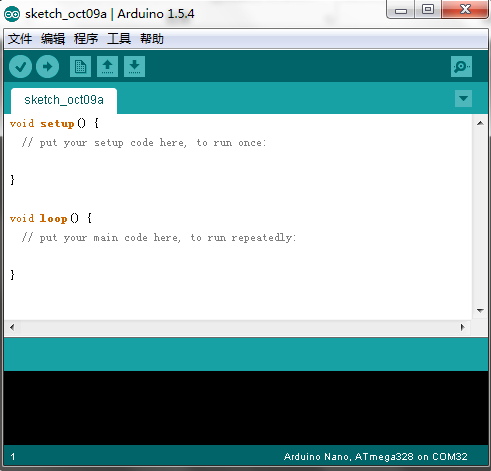 sketch_oct09a | Arduino 1.5.4
文件 编辑 程序 工具 帮助
sketch_oct09a
void setup() {
// put your setup code here, to run once:
}
void loop() {
// put your main code here, to run repeatedly:
}
1 Arduino Nano, ATmega328 on COM32